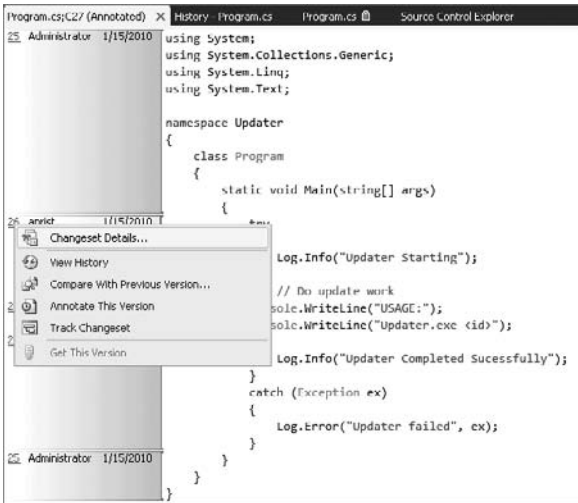 Program.cs;C27 (Annotated) X History - Program.cs Program.cs Source Control Explorer
25 Administrator 1/15/2010 using System;
using System.Collections.Generic;
using System.Linq;
using System.Text;
namespace Updater
{
class Program
{
static void Main(string[] args)
{
26 anrist 1/15/2010 try
Changeset Details...
View History
Compare With Previous Version...
Annotate This Version
Track Changeset
Get This Version
Log.Info("Updater Starting");
// Do update work
sole.WriteLine("USAGE:");
sole.WriteLine("Updater.exe <id>");
Log.Info("Updater Completed Sucessfully");
}
catch (Exception ex)
{
Log.Error("Updater failed", ex);
}
25 Administrator 1/15/2010 }
}
}